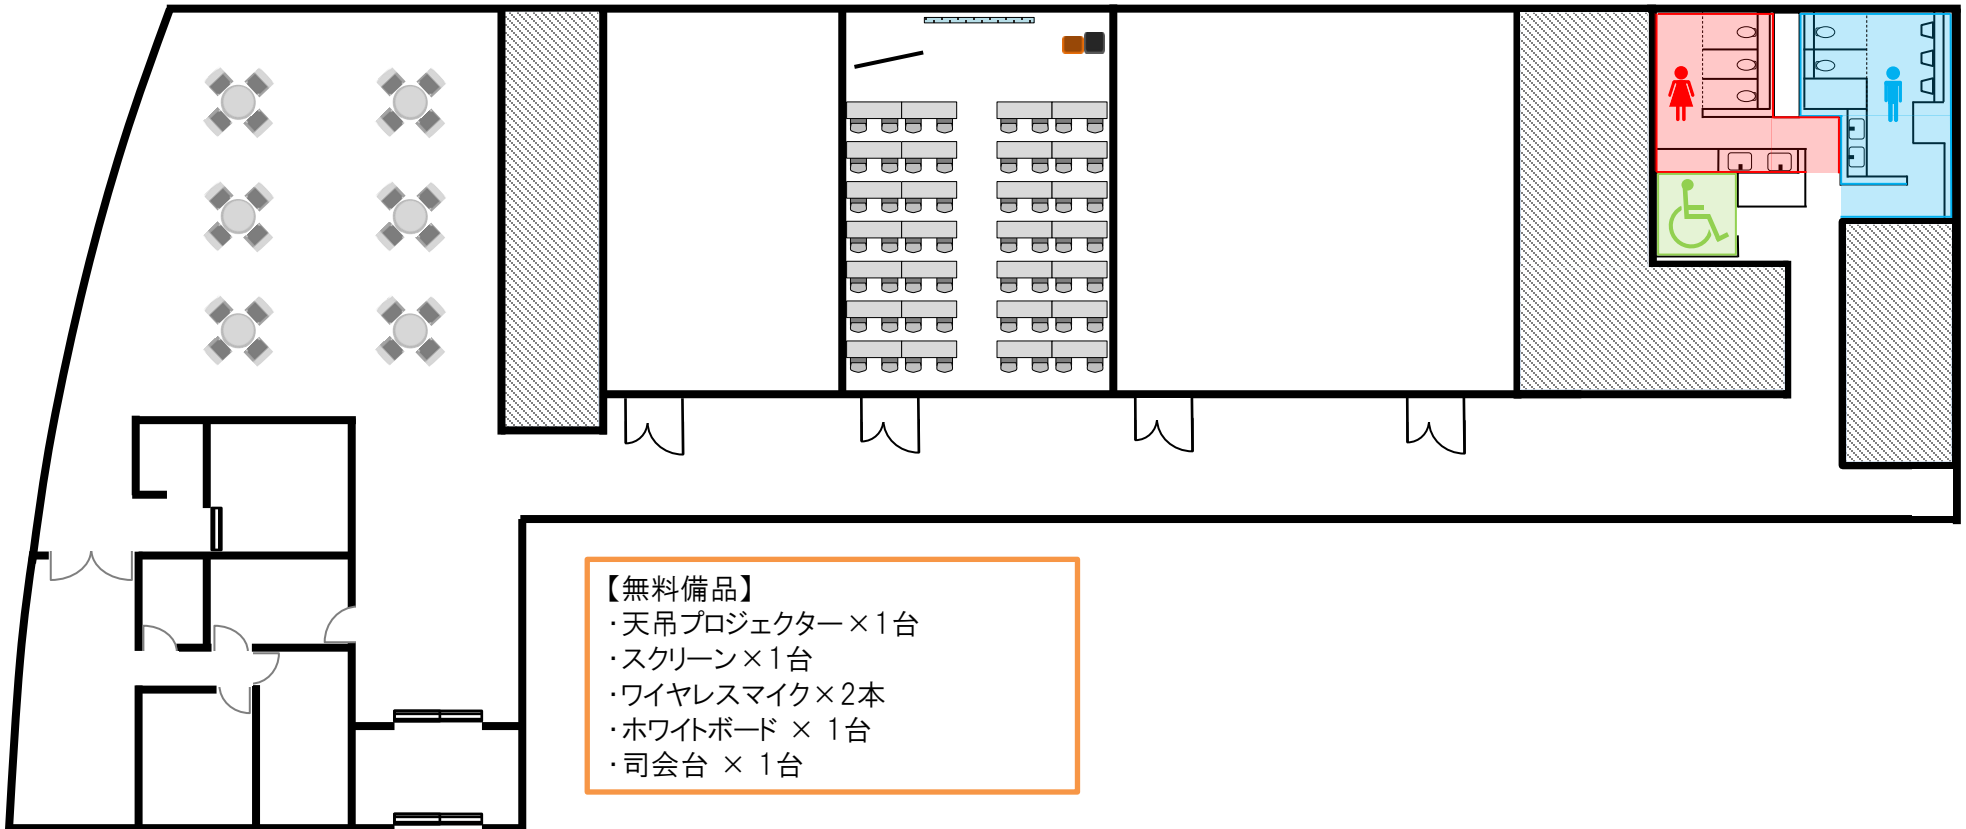 【無料備品】
・天吊プロジェクター×1台
・スクリーン×1台
・ワイヤレスマイク×2本
・ホワイトボード × 1台
・司会台 × 1台